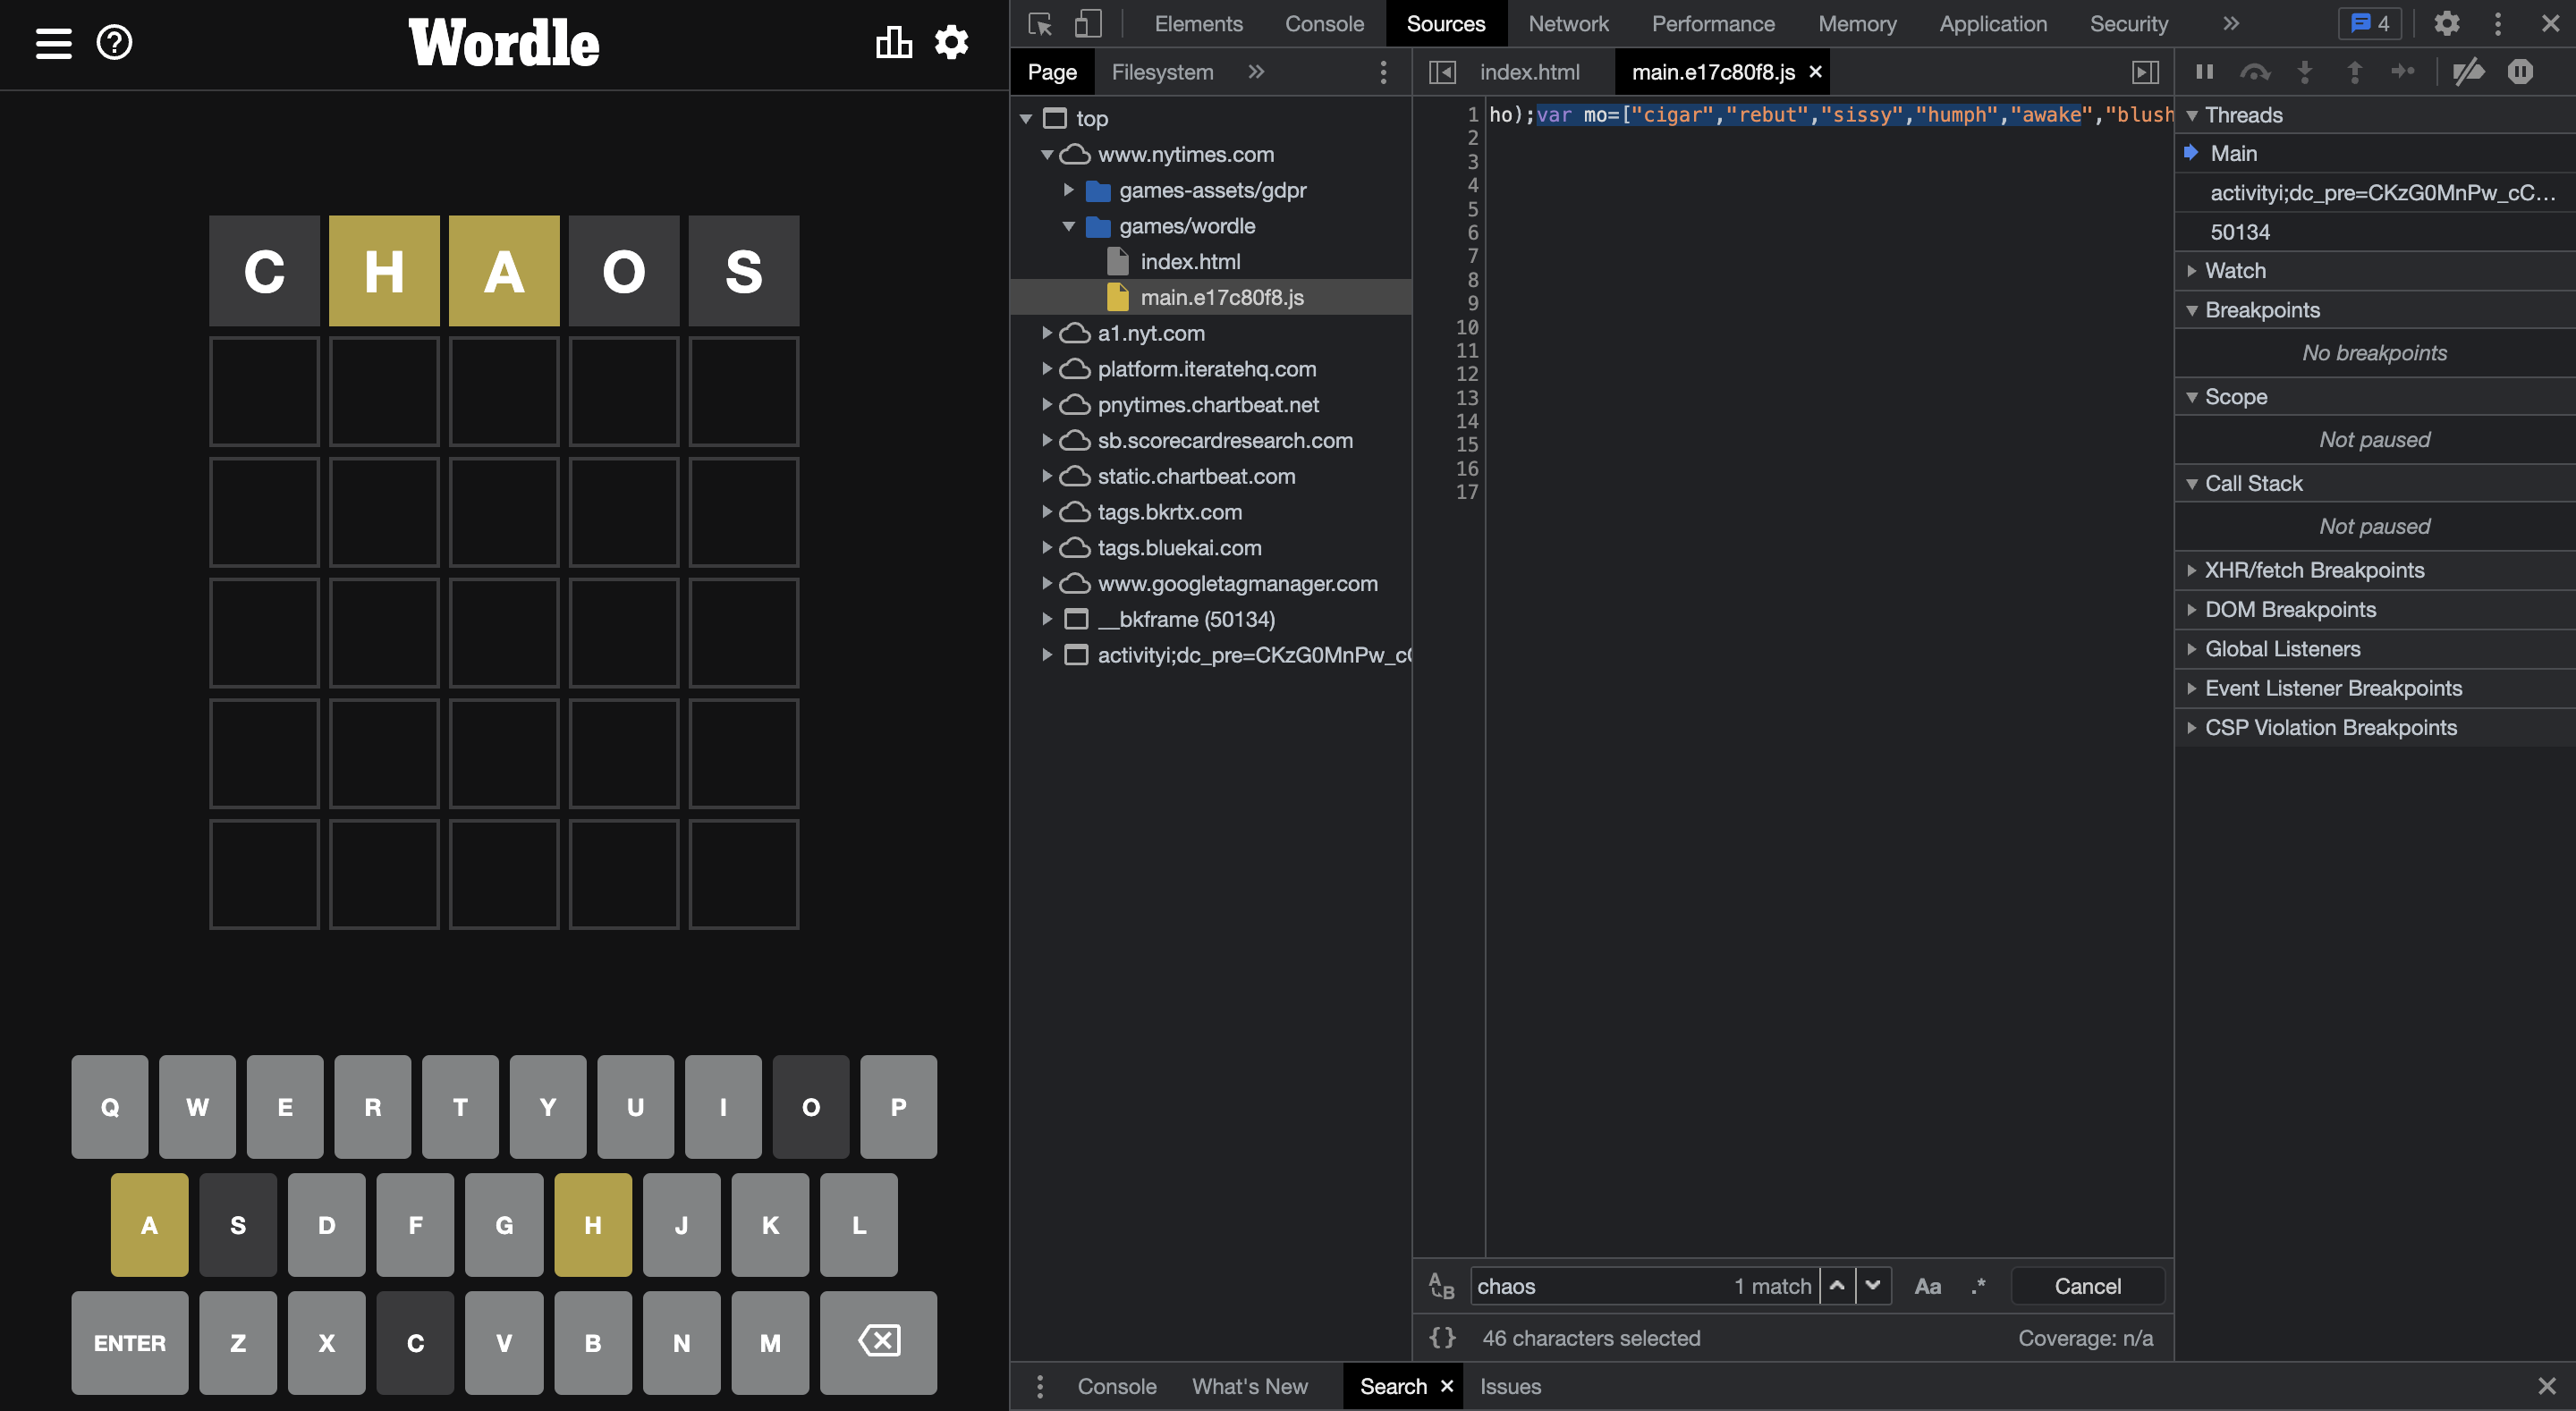 Wordle
C H A O S
Q W E R T Y U I O P
A S D F G H J K L
ENTER Z X C V B N M
Elements Console Sources Network Performance Memory Application Security » 4
Page Filesystem »
top
www.nytimes.com
games-assets/gdpr
games/wordle
index.html
main.e17c80f8.js
a1.nyt.com
platform.iteratehq.com
pnytimes.chartbeat.net
sb.scorecardresearch.com
static.chartbeat.com
tags.bkrtx.com
tags.bluekai.com
www.googletagmanager.com
__bkframe (50134)
activityi;dc_pre=CKzG0MnPw_c
index.html main.e17c80f8.js ×
1 ho);var mo=["cigar","rebut","sissy","humph","awake","blush
2
3
4
5
6
7
8
9
10
11
12
13
14
15
16
17
chaos 1 match Aa .* Cancel
{} 46 characters selected Coverage: n/a
Threads
Main
activityi;dc_pre=CKzG0MnPw_cC…
50134
Watch
Breakpoints
No breakpoints
Scope
Not paused
Call Stack
Not paused
XHR/fetch Breakpoints
DOM Breakpoints
Global Listeners
Event Listener Breakpoints
CSP Violation Breakpoints
Console What's New Search × Issues